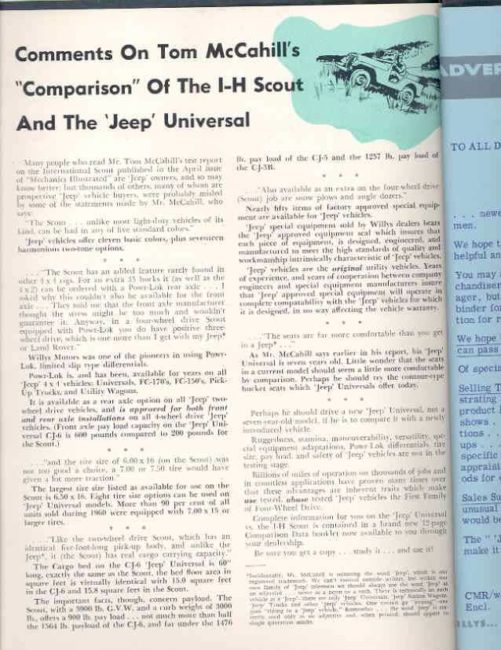 Comments On Tom McCahill's
"Comparison" Of The I-H Scout
And The 'Jeep' Universal
Many people who read Mr. Tom McCahill's test report
on the International Scout published in the April issue
of "Mechanix Illustrated" are 'Jeep' owners, and so may
know better; but thousands of others, many of whom are
prospective 'Jeep' vehicle buyers, were probably misled
by some of the statements made by Mr. McCahill, who
says:
"The Scout . . . unlike most light-duty vehicles of its
kind, can be had in any of five standard colors."
'Jeep' vehicles offer eleven basic colors, plus seventeen
harmonious two-tone options.
* * *
"The Scout has an added feature rarely found in
other 4 x 4 rigs. For an extra 35 bucks it (as well as the
4 x 2) can be ordered with a Powr-Lok rear axle . . . I
asked why this couldn't also be available for the front
axle . . . They told me that the front axle manufacturer
thought the stress might be too much and wouldn't
guarantee it. Anyway, in a four-wheel drive Scout
equipped with Powr-Lok you do have positive three-
wheel drive, which is one more than I get with my Jeep*
or Land Rover."
Willys Motors was one of the pioneers in using Powr-
Lok, limited slip type differentials.
Powr-Lok is, and has been, available for years on all
'Jeep' 4 x 4 vehicles: Universals, FC-170's, FC-150's, Pick-
Up Trucks, and Utility Wagons.
It is available as a rear axle option on all 'Jeep' two-
wheel drive vehicles, and is approved for both front
and rear axle installations on all 4-wheel drive 'Jeep'
vehicles. (Front axle pay load capacity on the 'Jeep' Uni-
versal CJ-6 is 600 pounds compared to 200 pounds for
the Scout.)
* * *
. . . "and the tire size of 6.00 x 16 (on the Scout) was
not too good a choice, a 7.00 or 7.50 tire would have
given a lot more traction."
The largest tire size listed as available for use on the
Scout is 6.50 x 16. Eight tire size options can be used on
'Jeep' Universal models. More than 90 per cent of all
units sold during 1960 were equipped with 7.00 x 15 or
larger tires.
* * *
"Like the two-wheel drive Scout, which has an
identical five-foot-long pick-up body, and unlike the
Jeep*, it (the Scout) has real cargo carrying capacity."
The Cargo bed on the CJ-6 'Jeep' Universal is 60"
long, exactly the same as the Scout, the bed floor area in
square feet is virtually identical with 15.0 square feet
in the CJ-6 and 15.8 square feet in the Scout.
The important facts, though, concern payload. The
Scout, with a 3900 lb. G.V.W. and a curb weight of 3000
lbs, offers a 900 lb. pay load . . . not much more than half
the 1564 lb. payload of the CJ-6, and far under the 1476
lb. pay load of the CJ-5 and the 1257 lb. pay load of
the CJ-3B.
* * *
"Also available as an extra on the four-wheel drive
(Scout) job are snow plows and angle dozers."
Nearly fifty items of factory approved special equip-
ment are available for 'Jeep' vehicles.
'Jeep' special equipment sold by Willys dealers bears
the 'Jeep' approved equipment seal which insures that
each piece of equipment, is designed, engineered, and
manufactured to meet the high standards of quality and
workmanship intrinsically characteristic of 'Jeep' vehicles.
'Jeep' vehicles are the original utility vehicles. Years
of experience, and years of cooperation between company
engineers and special equipment manufacturers insure
that 'Jeep' approved special equipment will operate in
complete compatability with the 'Jeep' vehicles for which
it is designed, in no way affecting the vehicle warranty.
* * *
"The seats are far more comfortable than you get
in a Jeep* . . ."
As Mr. McCahill says earlier in his report, his 'Jeep'
Universal is seven years old. Little wonder that the seats
in a current model should seem a little more comfortable
by comparison. Perhaps he should try the contour-type
bucket seats which 'Jeep' Universals offer today.
* * *
Perhaps he should drive a new 'Jeep' Universal, not a
seven-year-old model, if he is to compare it with a newly
introduced vehicle.
Ruggedness, stamina, maneuverability, versatility, spe-
cial equipment adaptations, Powr-Lok differentials, tire
size, pay load, and safety of 'Jeep' vehicles are not in the
testing stage.
Billions of miles of operation on thousands of jobs and
in countless applications have proven many times over
that these advantages are inherent traits which make
use tested, abuse tested 'Jeep' vehicles the First Family
of Four-Wheel Drive.
Complete information for you on the 'Jeep' Universal
vs. the I-H Scout is contained in a brand new 12-page
Comparison Data booklet now available to you through
your dealership.
Be sure you get a copy . . . study it . . . and use it!
ADVER
TO ALL D
. . . newe
men.
We hope t
helpful an
You may
chandiser
ager, but
binder fo
tion for r
We hope
can pass
Of specia
Selling T
strating
product l
shows .
tions . .
ups . .
specific
apprais
ods for
Sales Sa
unusual
would b
The "J
make it
CMR/w
Encl.
ILLYS..